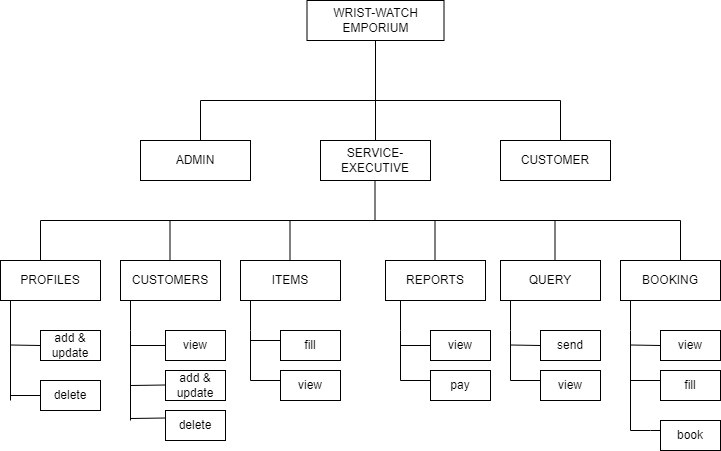 WRIST-WATCH
EMPORIUM
ADMIN
SERVICE-
EXECUTIVE
CUSTOMER
PROFILES
CUSTOMERS
ITEMS
REPORTS
QUERY
BOOKING
add &
update
delete
view
add &
update
delete
fill
view
view
pay
send
view
view
fill
book